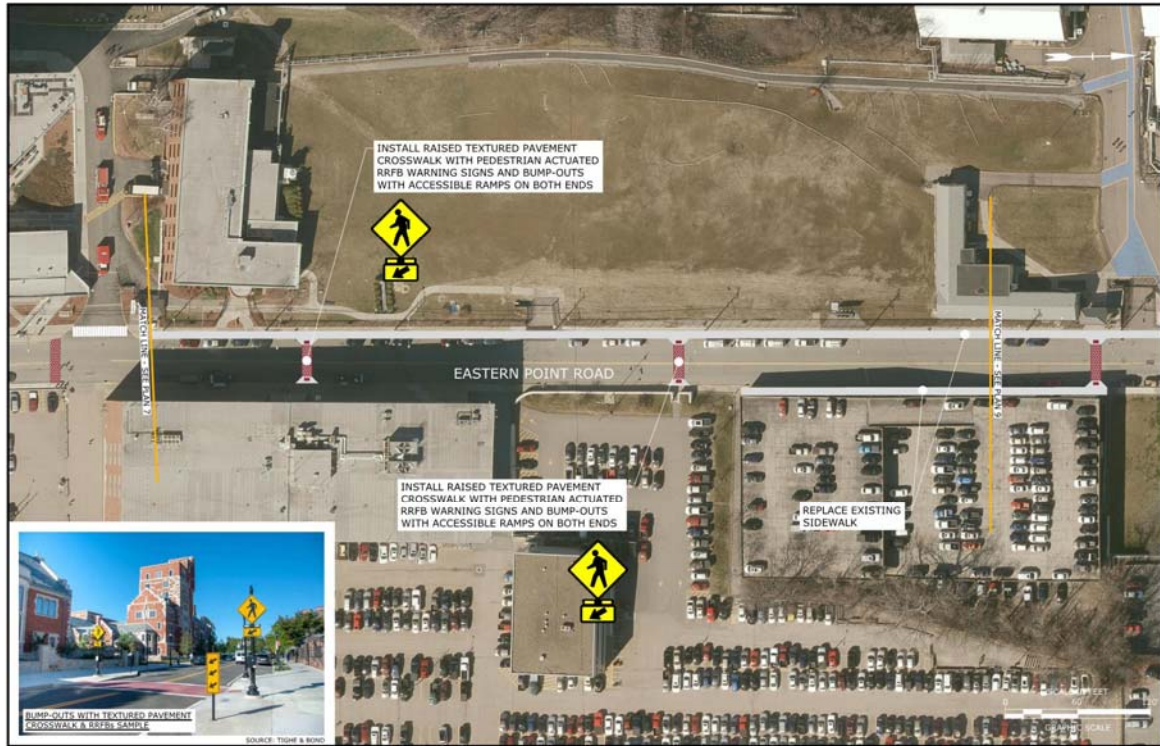 INSTALL RAISED TEXTURED PAVEMENT
CROSSWALK WITH PEDESTRIAN ACTUATED
RRFB WARNING SIGNS AND BUMP-OUTS
WITH ACCESSIBLE RAMPS ON BOTH ENDS
MATCH LINE - SEE PLAN 7
EASTERN POINT ROAD
MATCH LINE - SEE PLAN 9
INSTALL RAISED TEXTURED PAVEMENT
CROSSWALK WITH PEDESTRIAN ACTUATED
RRFB WARNING SIGNS AND BUMP-OUTS
WITH ACCESSIBLE RAMPS ON BOTH ENDS
REPLACE EXISTING
SIDEWALK
BUMP-OUTS WITH TEXTURED PAVEMENT
CROSSWALK & RRFBs SAMPLE
SOURCE: TIGHE & BOND
FEET
0 60 120
GRAPHIC SCALE